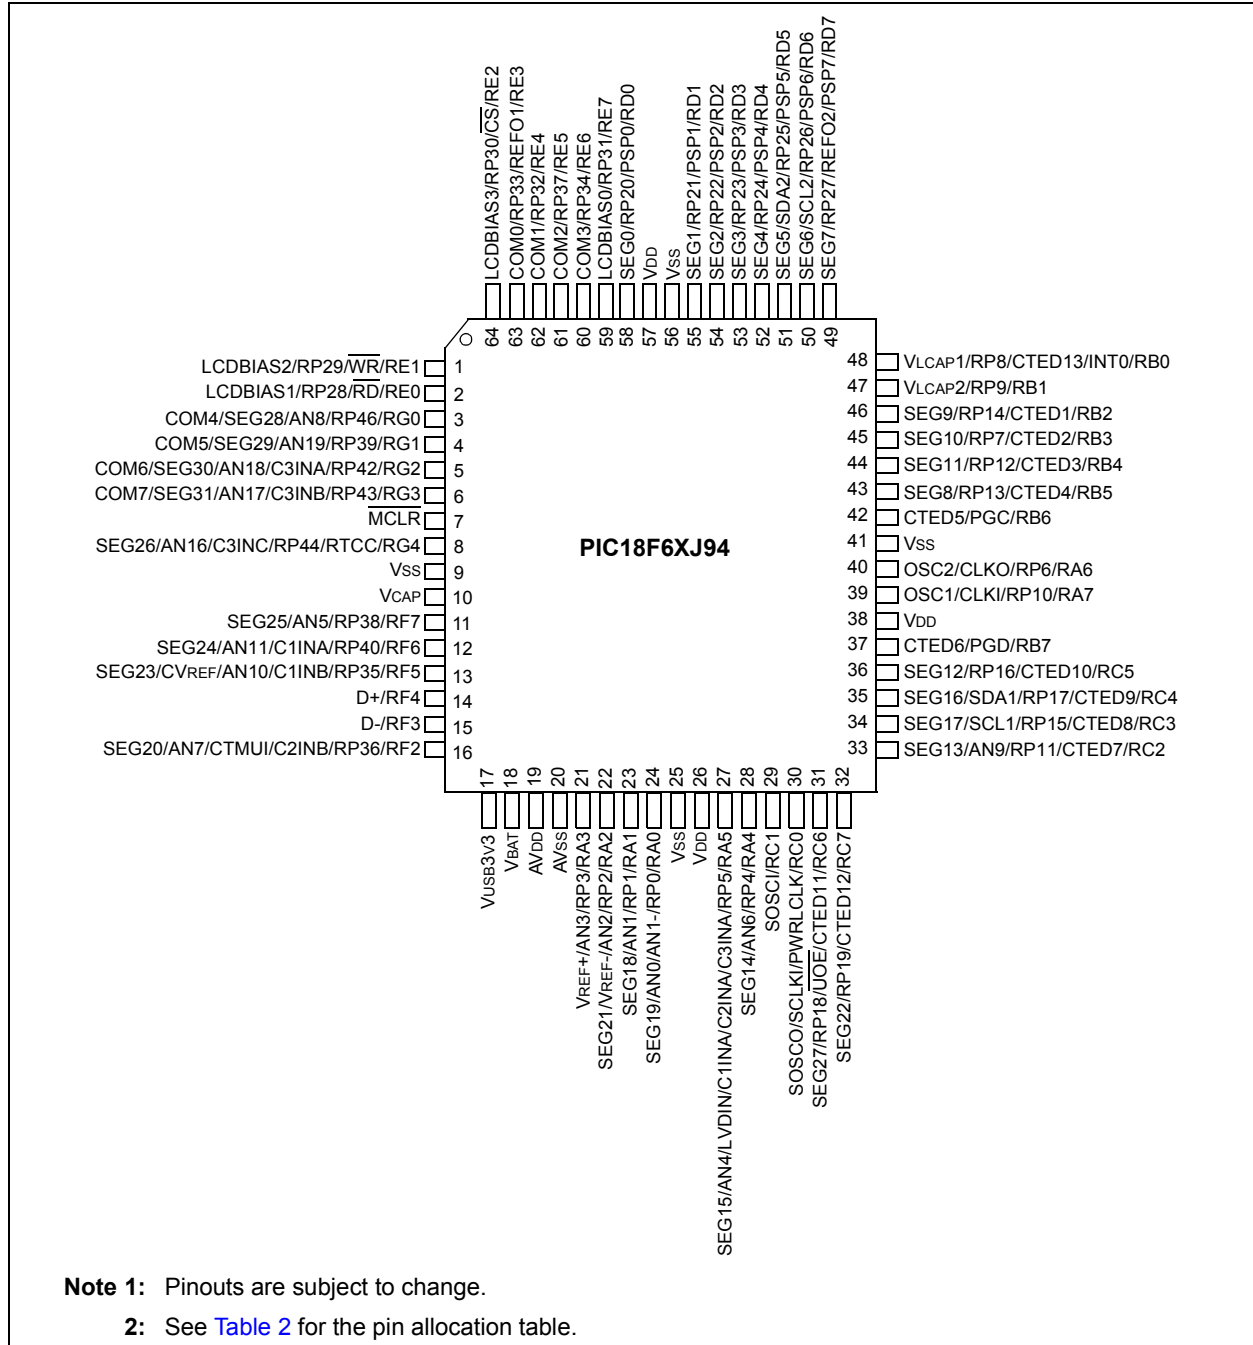 LCDBIAS3/RP30/CS/RE2
COM0/RP33/REFO1/RE3
COM1/RP32/RE4
COM2/RP37/RE5
COM3/RP34/RE6
LCDBIAS0/RP31/RE7
SEG0/RP20/PSP0/RD0
VDD
VSS
SEG1/RP21/PSP1/RD1
SEG2/RP22/PSP2/RD2
SEG3/RP23/PSP3/RD3
SEG4/RP24/PSP4/RD4
SEG5/SDA2/RP25/PSP5/RD5
SEG6/SCL2/RP26/PSP6/RD6
SEG7/RP27/REFO2/PSP7/RD7
64 63 62 61 60 59 58 57 56 55 54 53 52 51 50 49
LCDBIAS2/RP29/WR/RE1 1
LCDBIAS1/RP28/RD/RE0 2
COM4/SEG28/AN8/RP46/RG0 3
COM5/SEG29/AN19/RP39/RG1 4
COM6/SEG30/AN18/C3INA/RP42/RG2 5
COM7/SEG31/AN17/C3INB/RP43/RG3 6
MCLR 7
SEG26/AN16/C3INC/RP44/RTCC/RG4 8
VSS 9
VCAP 10
SEG25/AN5/RP38/RF7 11
SEG24/AN11/C1INA/RP40/RF6 12
SEG23/CVREF/AN10/C1INB/RP35/RF5 13
D+/RF4 14
D-/RF3 15
SEG20/AN7/CTMUI/C2INB/RP36/RF2 16
PIC18F6XJ94
48 VLCAP1/RP8/CTED13/INT0/RB0
47 VLCAP2/RP9/RB1
46 SEG9/RP14/CTED1/RB2
45 SEG10/RP7/CTED2/RB3
44 SEG11/RP12/CTED3/RB4
43 SEG8/RP13/CTED4/RB5
42 CTED5/PGC/RB6
41 VSS
40 OSC2/CLKO/RP6/RA6
39 OSC1/CLKI/RP10/RA7
38 VDD
37 CTED6/PGD/RB7
36 SEG12/RP16/CTED10/RC5
35 SEG16/SDA1/RP17/CTED9/RC4
34 SEG17/SCL1/RP15/CTED8/RC3
33 SEG13/AN9/RP11/CTED7/RC2
17 18 19 20 21 22 23 24 25 26 27 28 29 30 31 32
VUSB3V3
VBAT
AVDD
AVSS
VREF+/AN3/RP3/RA3
SEG21/VREF-/AN2/RP2/RA2
SEG18/AN1/RP1/RA1
SEG19/AN0/AN1-/RP0/RA0
VSS
VDD
SEG15/AN4/LVDIN/C1INA/C2INA/C3INA/RP5/RA5
SEG14/AN6/RP4/RA4
SOSCI/RC1
SOSCO/SCLKI/PWRLCLK/RC0
SEG27/RP18/UOE/CTED11/RC6
SEG22/RP19/CTED12/RC7
Note 1: Pinouts are subject to change.
2: See Table 2 for the pin allocation table.